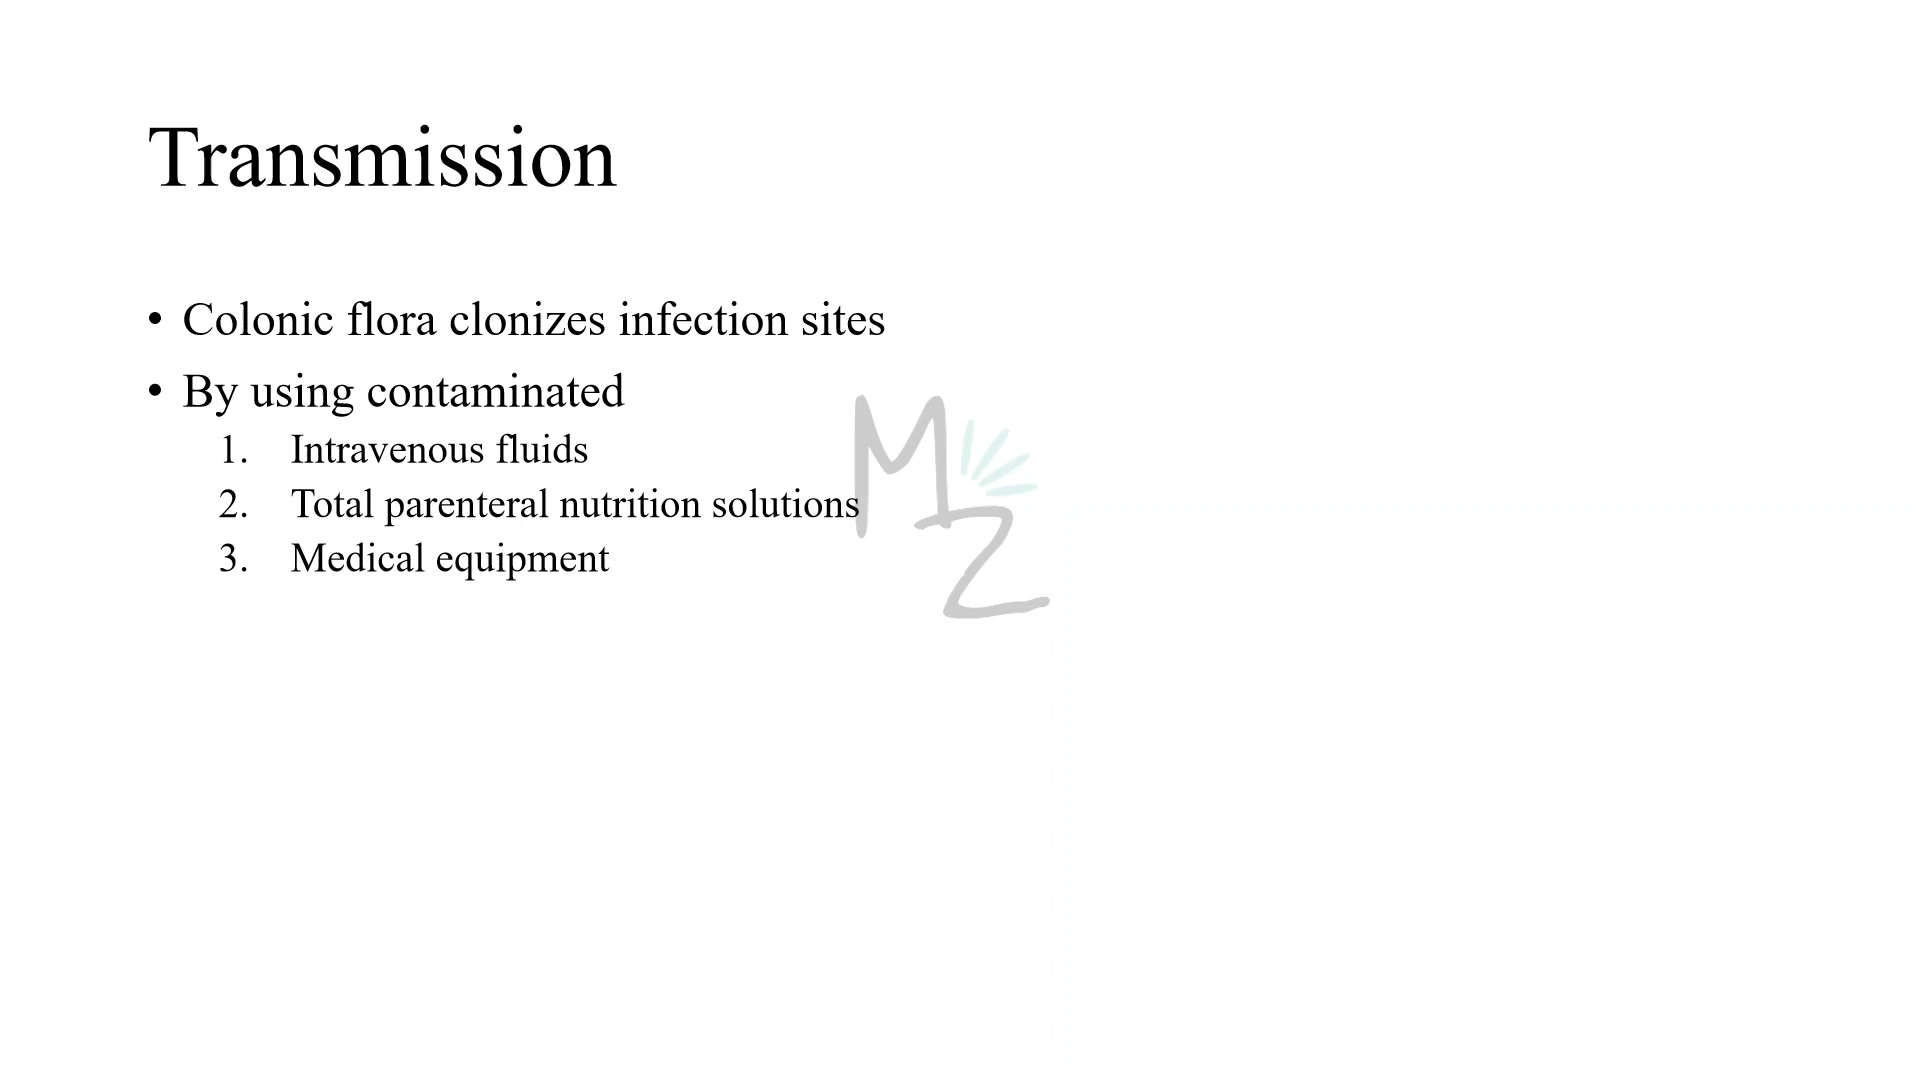 Transmission
• Colonic flora clonizes infection sites
• By using contaminated
1. Intravenous fluids
2. Total parenteral nutrition solutions
3. Medical equipment
MZ